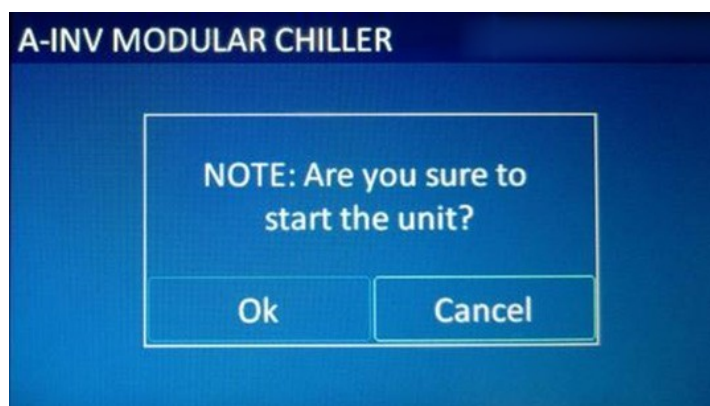 A-INV MODULAR CHILLER
NOTE: Are you sure to
start the unit?
Ok
Cancel